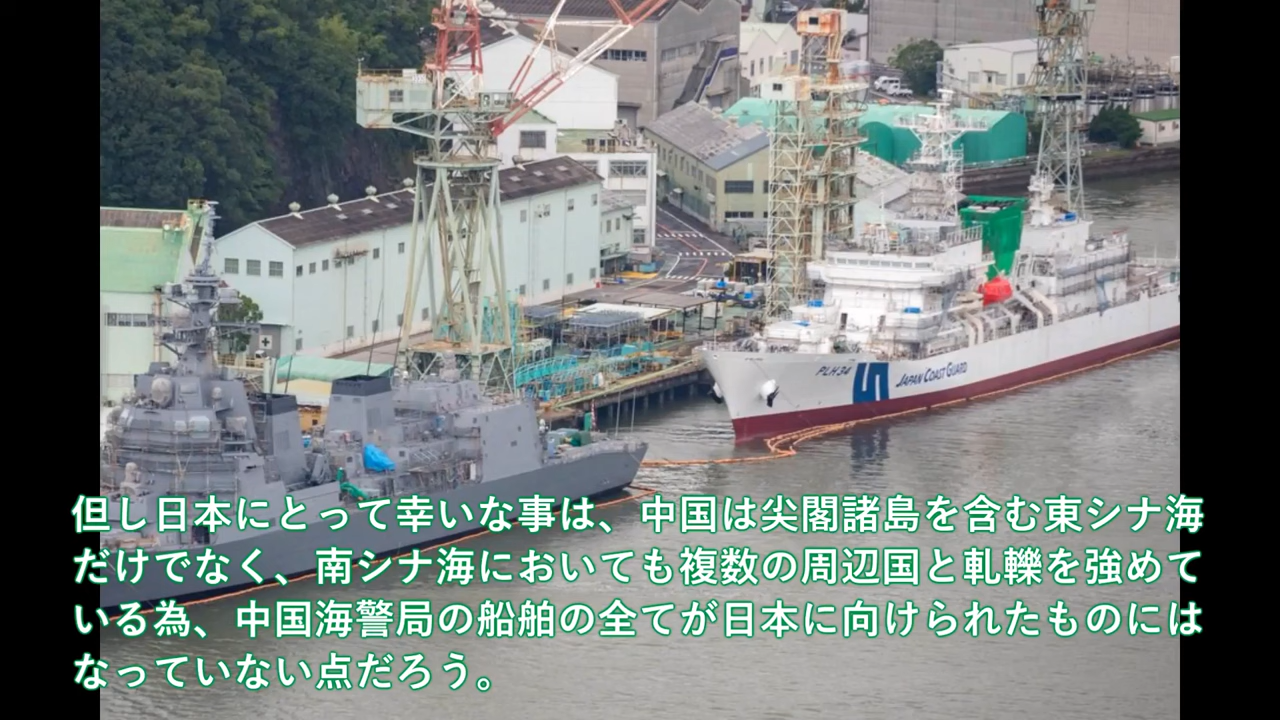 PLH34
JAPAN COAST GUARD
但し日本にとって幸いな事は、中国は尖閣諸島を含む東シナ海
だけでなく、南シナ海においても複数の周辺国と軋轢を強めて
いる為、中国海警局の船舶の全てが日本に向けられたものには
なっていない点だろう。